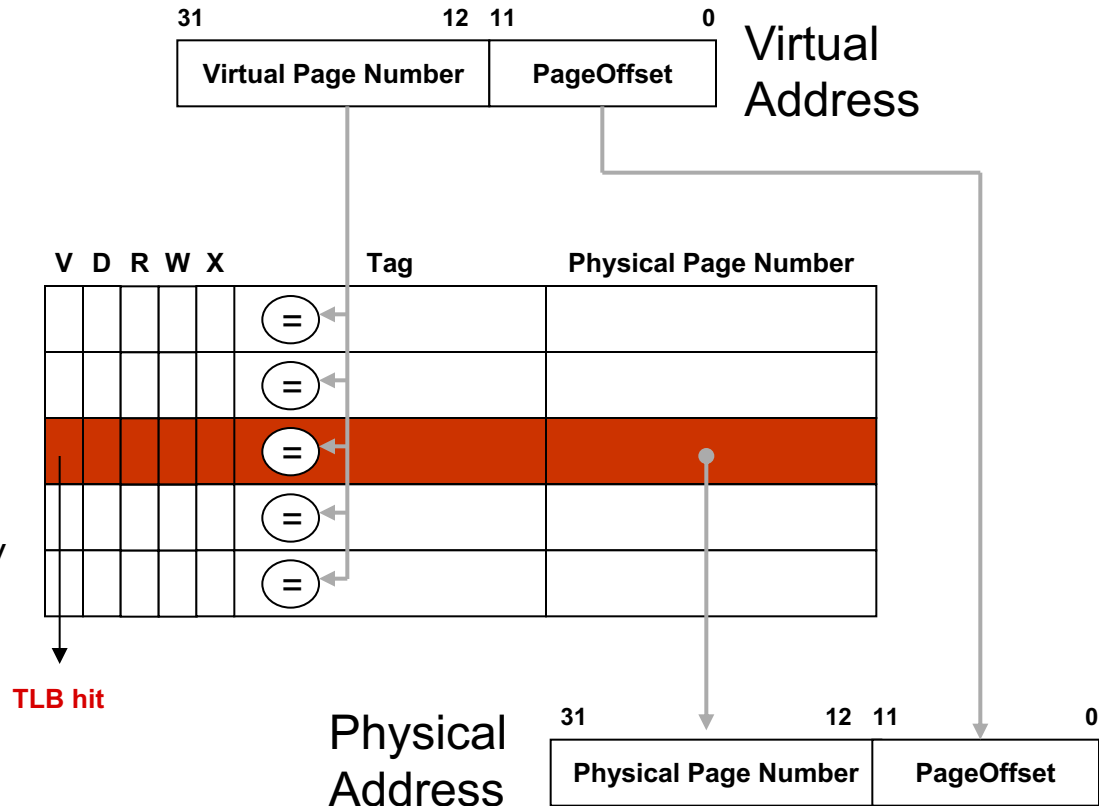 31 12 11 0
Virtual Page Number PageOffset
Virtual
Address
V D R W X Tag Physical Page Number
=
=
=
=
=
TLB hit
Physical
Address
31 12 11 0
Physical Page Number PageOffset